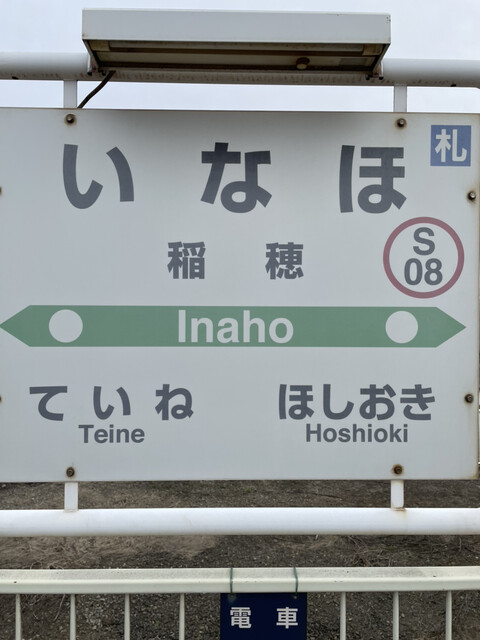 札
いなほ
S
08
稲穂
Inaho
ていね ほしおき
Teine Hoshioki
電車